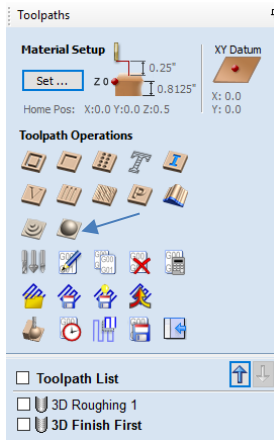 Toolpaths
Material Setup
XY Datum
0.25"
Set ...
Z 0
0.8125"
X: 0.0
Home Pos: X:0.0 Y:0.0 Z:0.5
Y: 0.0
Toolpath Operations
Toolpath List
3D Roughing 1
3D Finish First